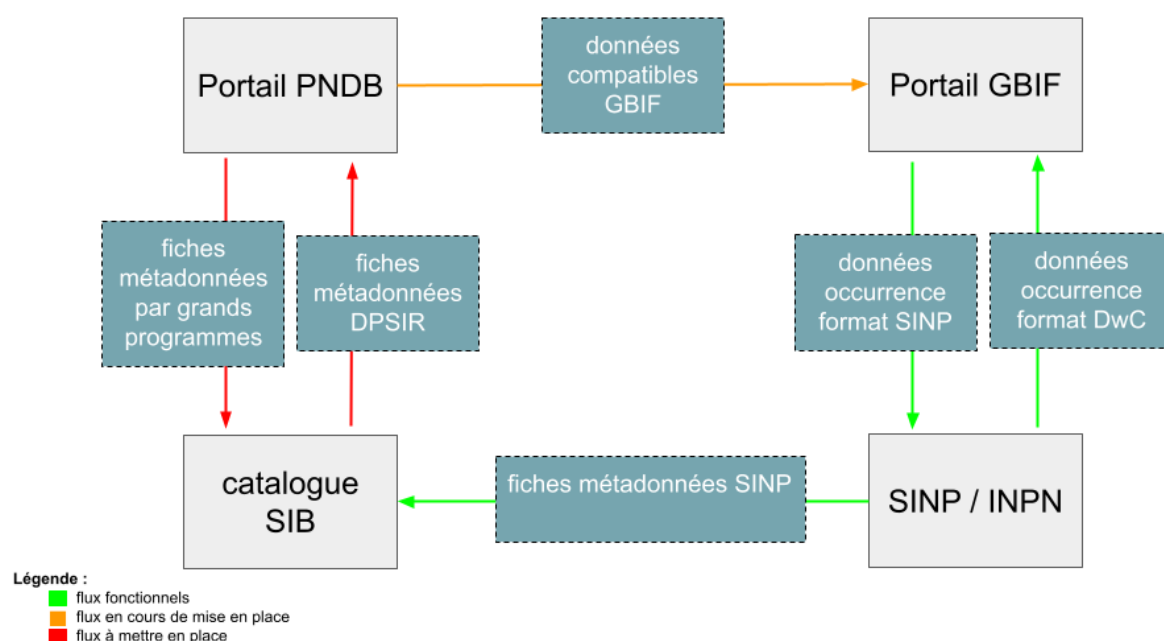 Portail PNDB
données
compatibles
GBIF
Portail GBIF
fiches
métadonnées
par grands
programmes
fiches
métadonnées
DPSIR
données
occurrence
format SINP
données
occurrence
format DwC
catalogue
SIB
fiches métadonnées SINP
SINP / INPN
Légende :
flux fonctionnels
flux en cours de mise en place
flux à mettre en place